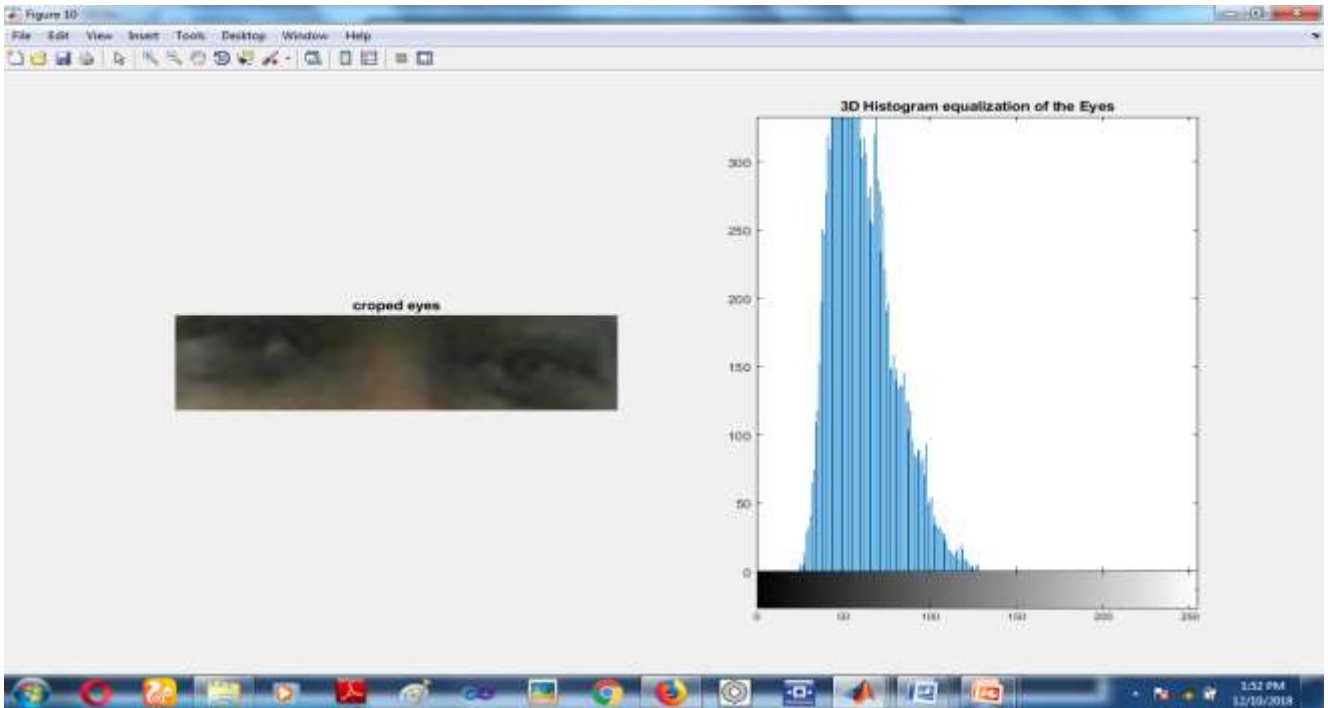 Figure 10
File Edit View Insert Tools Desktop Window Help
3D Histogram equalization of the Eyes
300
250
200
150
100
50
0
0 50 100 150 200 250
croped eyes
1:52 PM
12/10/2018